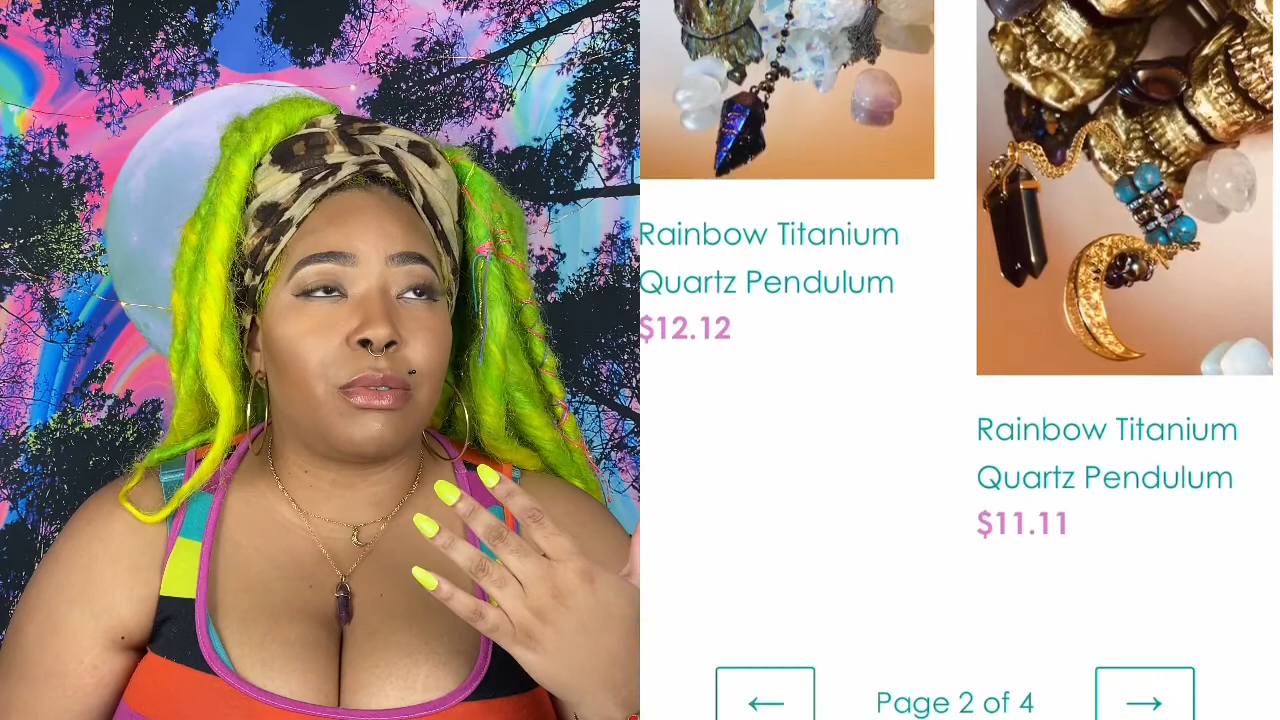 Rainbow Titanium
Quartz Pendulum
$12.12
Rainbow Titanium
Quartz Pendulum
$11.11
← Page 2 of 4 →